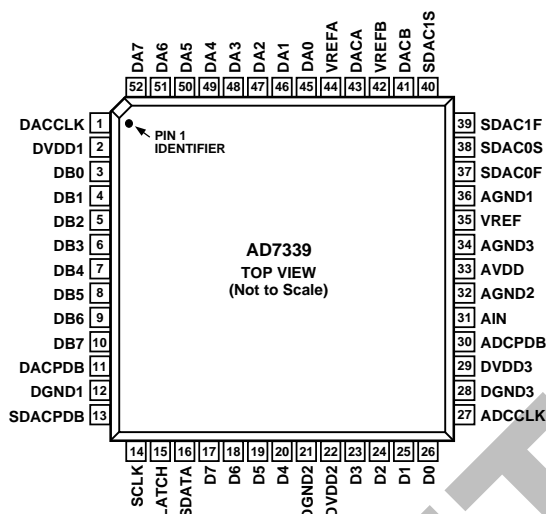 DA7 DA6 DA5 DA4 DA3 DA2 DA1 DA0 VREFA DACA VREFB DACB SDAC1S
52 51 50 49 48 47 46 45 44 43 42 41 40
DACCLK 1
DVDD1 2
DB0 3
DB1 4
DB2 5
DB3 6
DB4 7
DB5 8
DB6 9
DB7 10
DACPDB 11
DGND1 12
SDACPDB 13
PIN 1
IDENTIFIER
AD7339
TOP VIEW
(Not to Scale)
39 SDAC1F
38 SDAC0S
37 SDAC0F
36 AGND1
35 VREF
34 AGND3
33 AVDD
32 AGND2
31 AIN
30 ADCPDB
29 DVDD3
28 DGND3
27 ADCCLK
14 15 16 17 18 19 20 21 22 23 24 25 26
SCLK LATCH SDATA D7 D6 D5 D4 DGND2 DVDD2 D3 D2 D1 D0